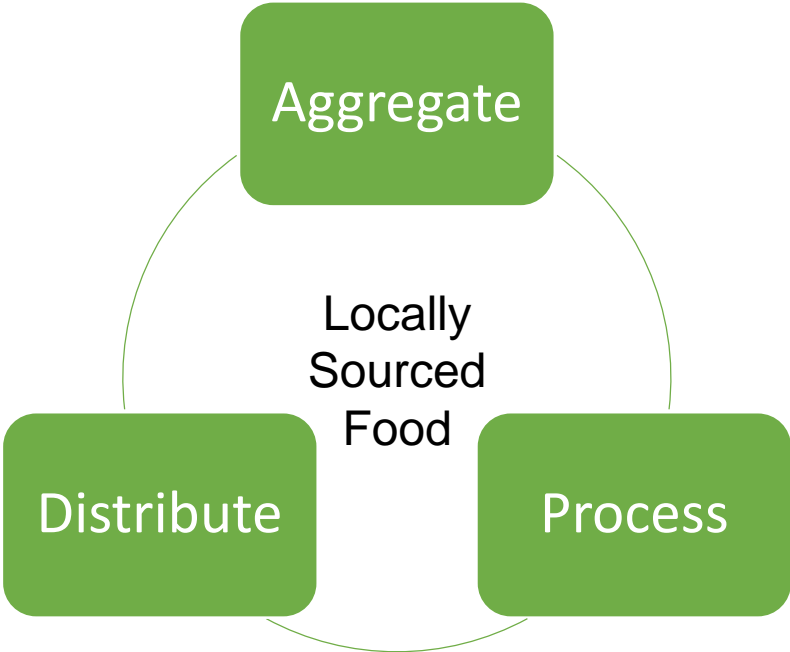 Aggregate
Locally
Sourced
Food
Distribute
Process